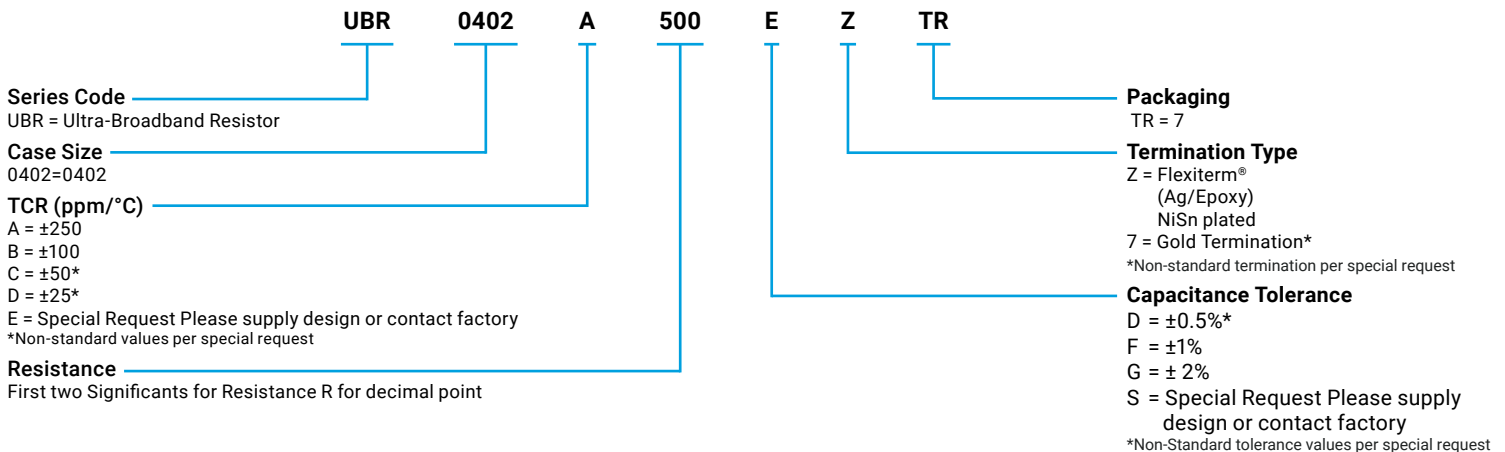 UBR 0402 A 500 E Z TR
Series Code
UBR = Ultra-Broadband Resistor
Case Size
0402=0402
TCR (ppm/°C)
A = ±250
B = ±100
C = ±50*
D = ±25*
E = Special Request Please supply design or contact factory
*Non-standard values per special request
Resistance
First two Significants for Resistance R for decimal point
Packaging
TR = 7
Termination Type
Z = Flexiterm®
(Ag/Epoxy)
NiSn plated
7 = Gold Termination*
*Non-standard termination per special request
Capacitance Tolerance
D = ±0.5%*
F = ±1%
G = ± 2%
S = Special Request Please supply
design or contact factory
*Non-Standard tolerance values per special request